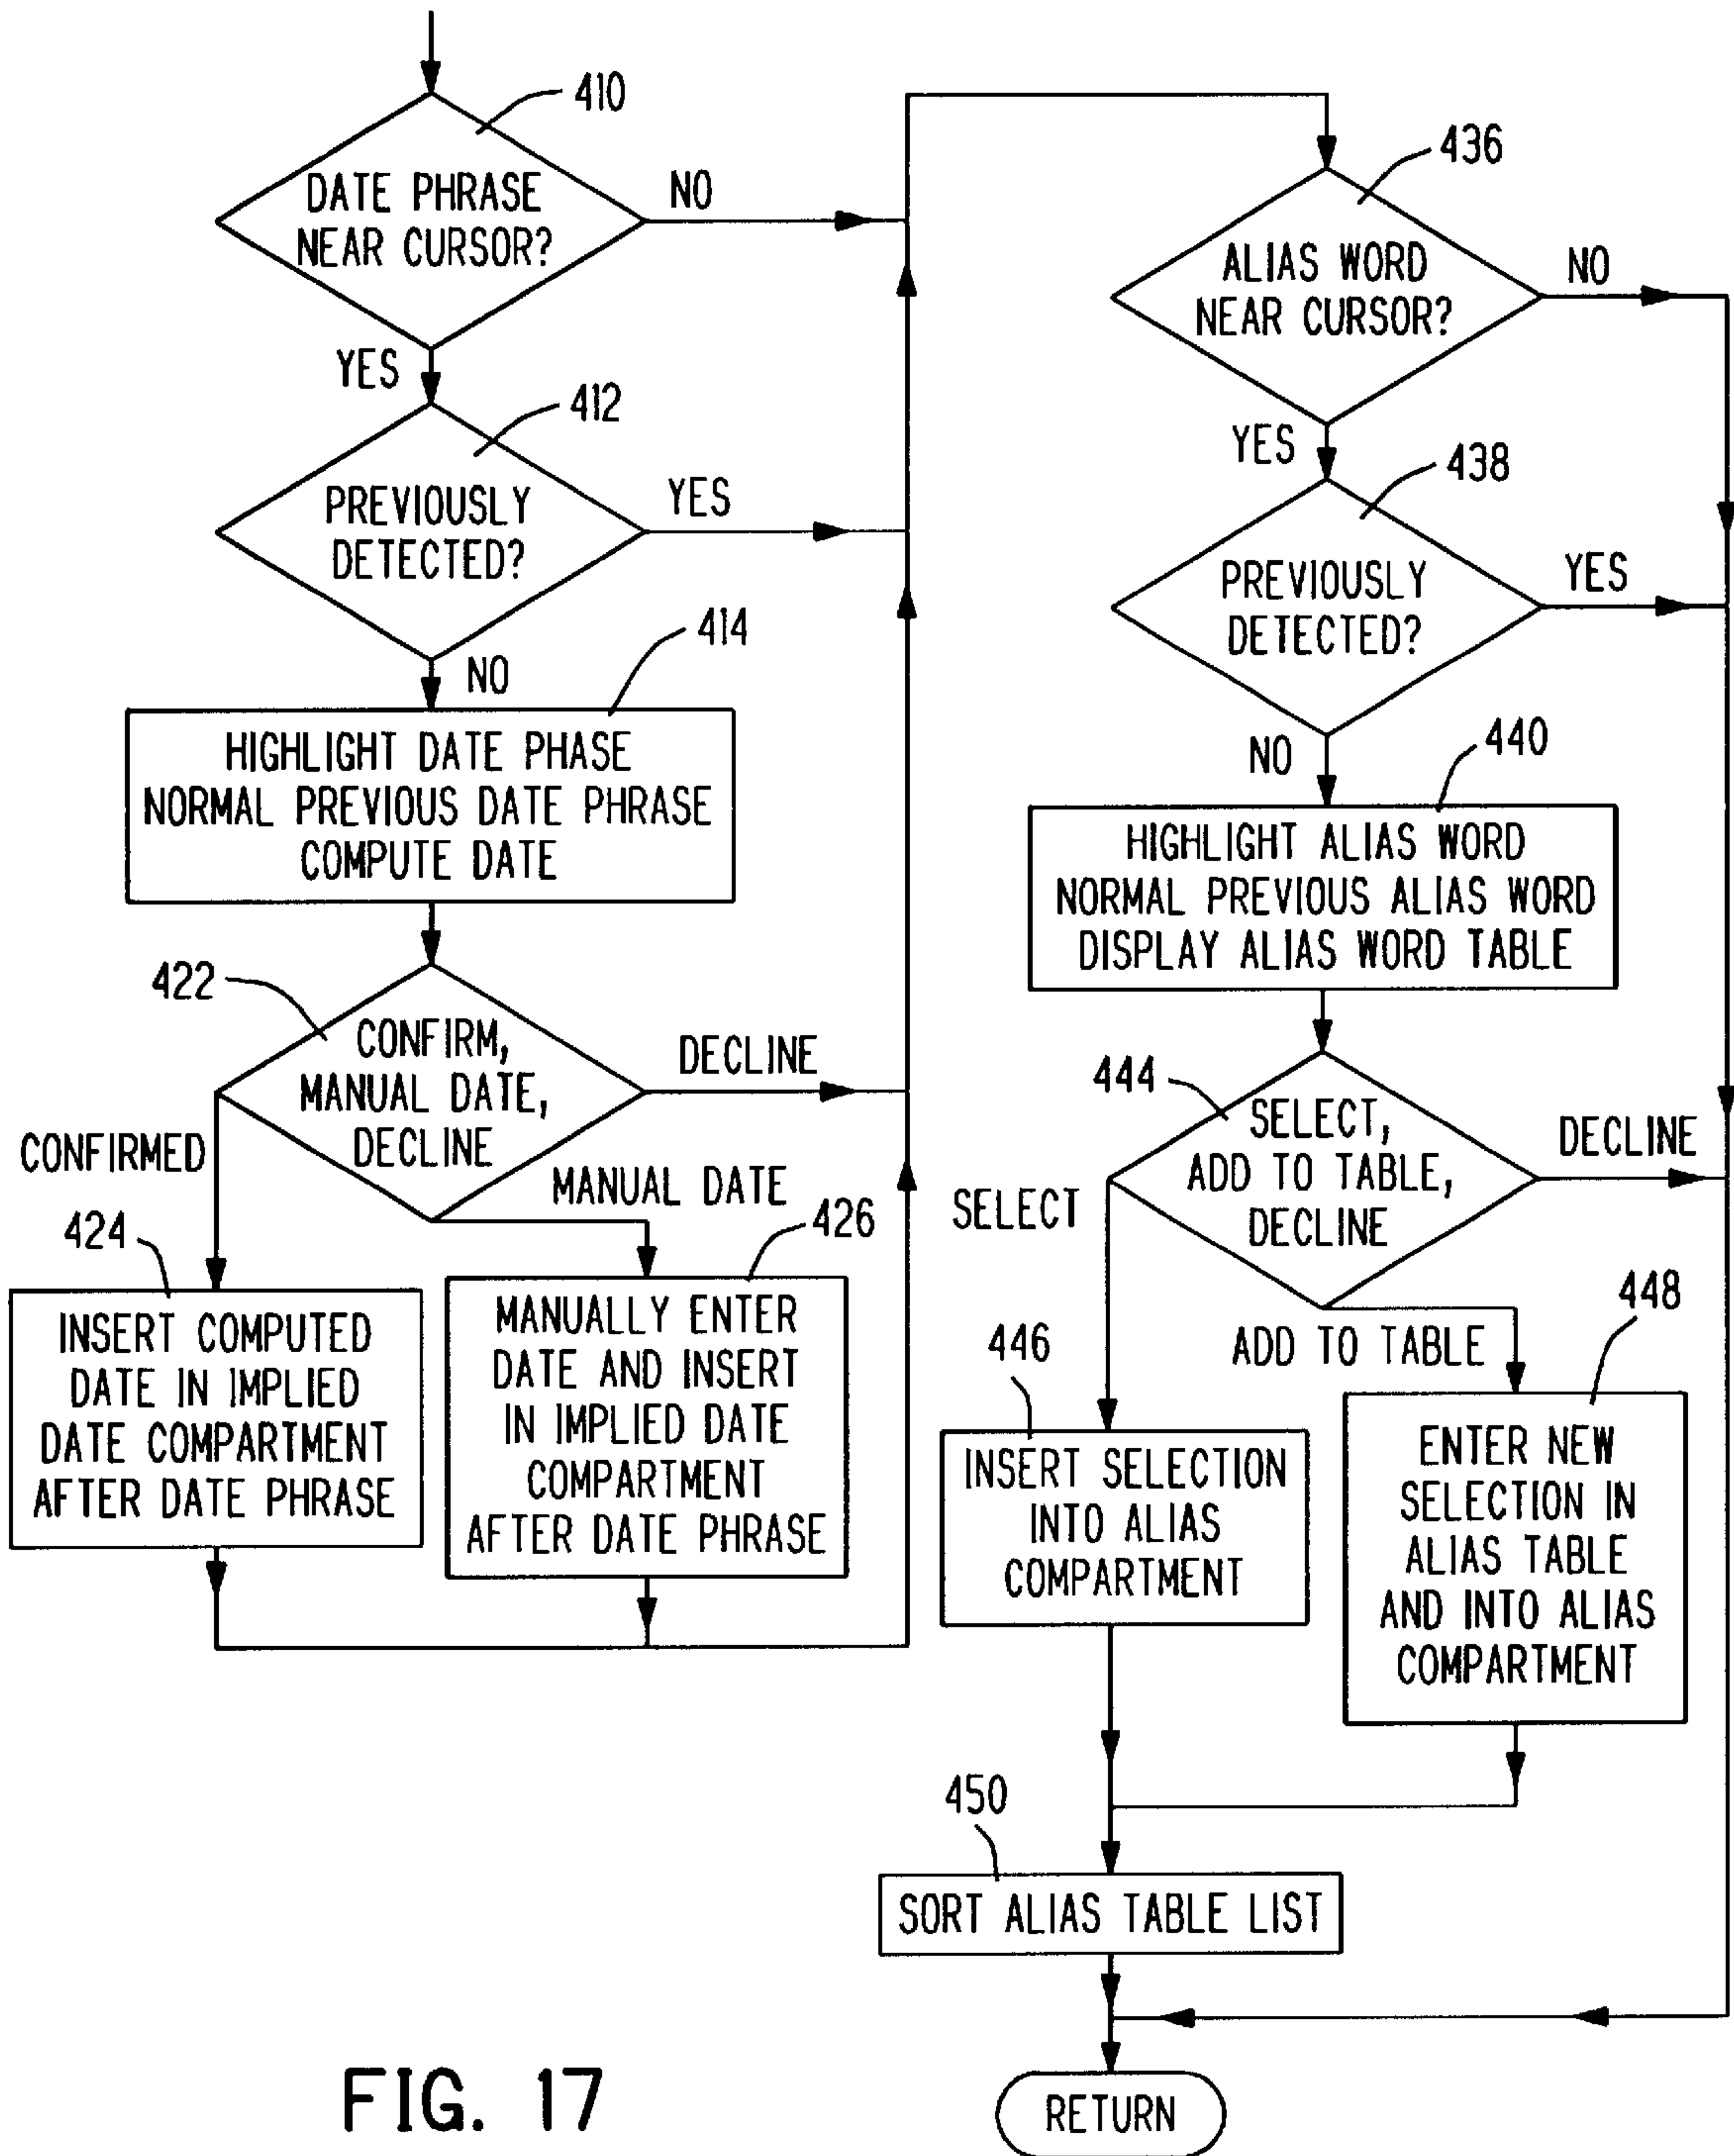 410
DATE PHRASE
NEAR CURSOR?
NO
YES
412
PREVIOUSLY
DETECTED?
YES
NO
414
HIGHLIGHT DATE PHASE
NORMAL PREVIOUS DATE PHRASE
COMPUTE DATE
422
CONFIRM,
MANUAL DATE,
DECLINE
DECLINE
CONFIRMED
MANUAL DATE
424
INSERT COMPUTED
DATE IN IMPLIED
DATE COMPARTMENT
AFTER DATE PHRASE
426
MANUALLY ENTER
DATE AND INSERT
IN IMPLIED DATE
COMPARTMENT
AFTER DATE PHRASE
436
ALIAS WORD
NEAR CURSOR?
NO
YES
438
PREVIOUSLY
DETECTED?
YES
NO
440
HIGHLIGHT ALIAS WORD
NORMAL PREVIOUS ALIAS WORD
DISPLAY ALIAS WORD TABLE
444
SELECT,
ADD TO TABLE,
DECLINE
DECLINE
SELECT
ADD TO TABLE
446
INSERT SELECTION
INTO ALIAS
COMPARTMENT
448
ENTER NEW
SELECTION IN
ALIAS TABLE
AND INTO ALIAS
COMPARTMENT
450
SORT ALIAS TABLE LIST
RETURN
FIG. 17